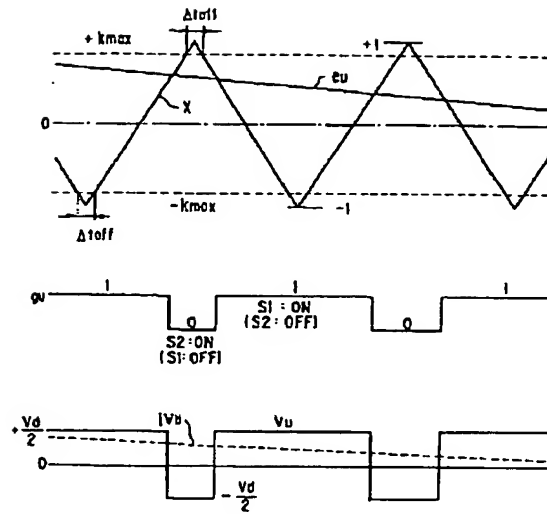 Δtoff
+kmax
+1
eu
X
0
-kmax
-1
Δtoff
gu
1
1
1
0
0
S1:ON
(S2:OFF)
S2:ON
(S1:OFF)
+Vd/2
Vu
0
-Vd/2